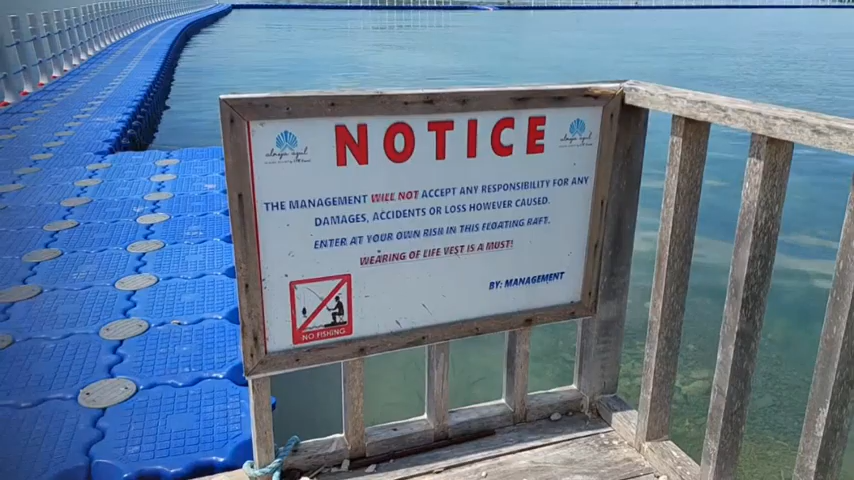 NOTICE
THE MANAGEMENT WILL NOT ACCEPT ANY RESPONSIBILITY FOR ANY
DAMAGES, ACCIDENTS OR LOSS HOWEVER CAUSED.
ENTER AT YOUR OWN RISK IN THIS FLOATING RAFT.
WEARING OF LIFE VEST IS A MUST!
BY: MANAGEMENT
NO FISHING